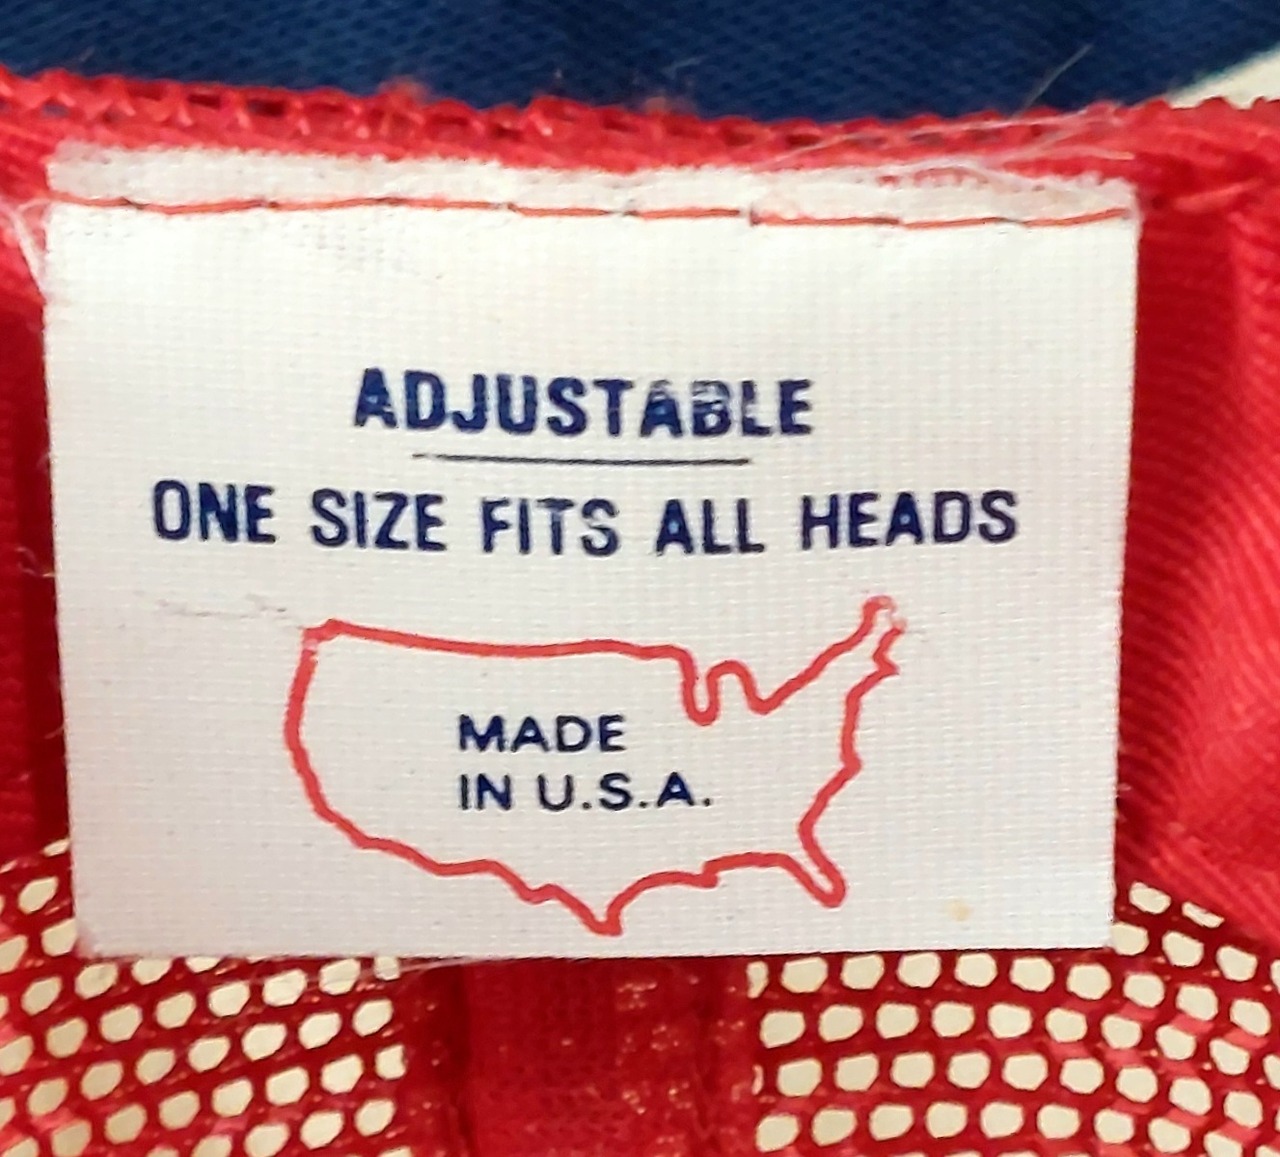 ADJUSTABLE
ONE SIZE FITS ALL HEADS
MADE
IN U.S.A.